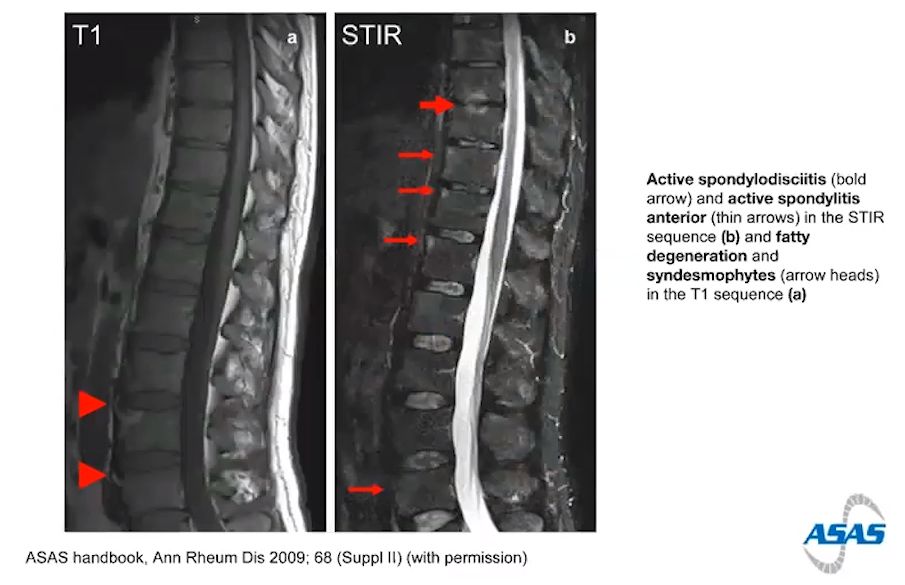 T1
a
s
STIR
b
Active spondylodisciitis (bold
arrow) and active spondylitis
anterior (thin arrows) in the STIR
sequence (b) and fatty
degeneration and
syndesmophytes (arrow heads)
in the T1 sequence (a)
ASAS
ASAS handbook, Ann Rheum Dis 2009; 68 (Suppl II) (with permission)